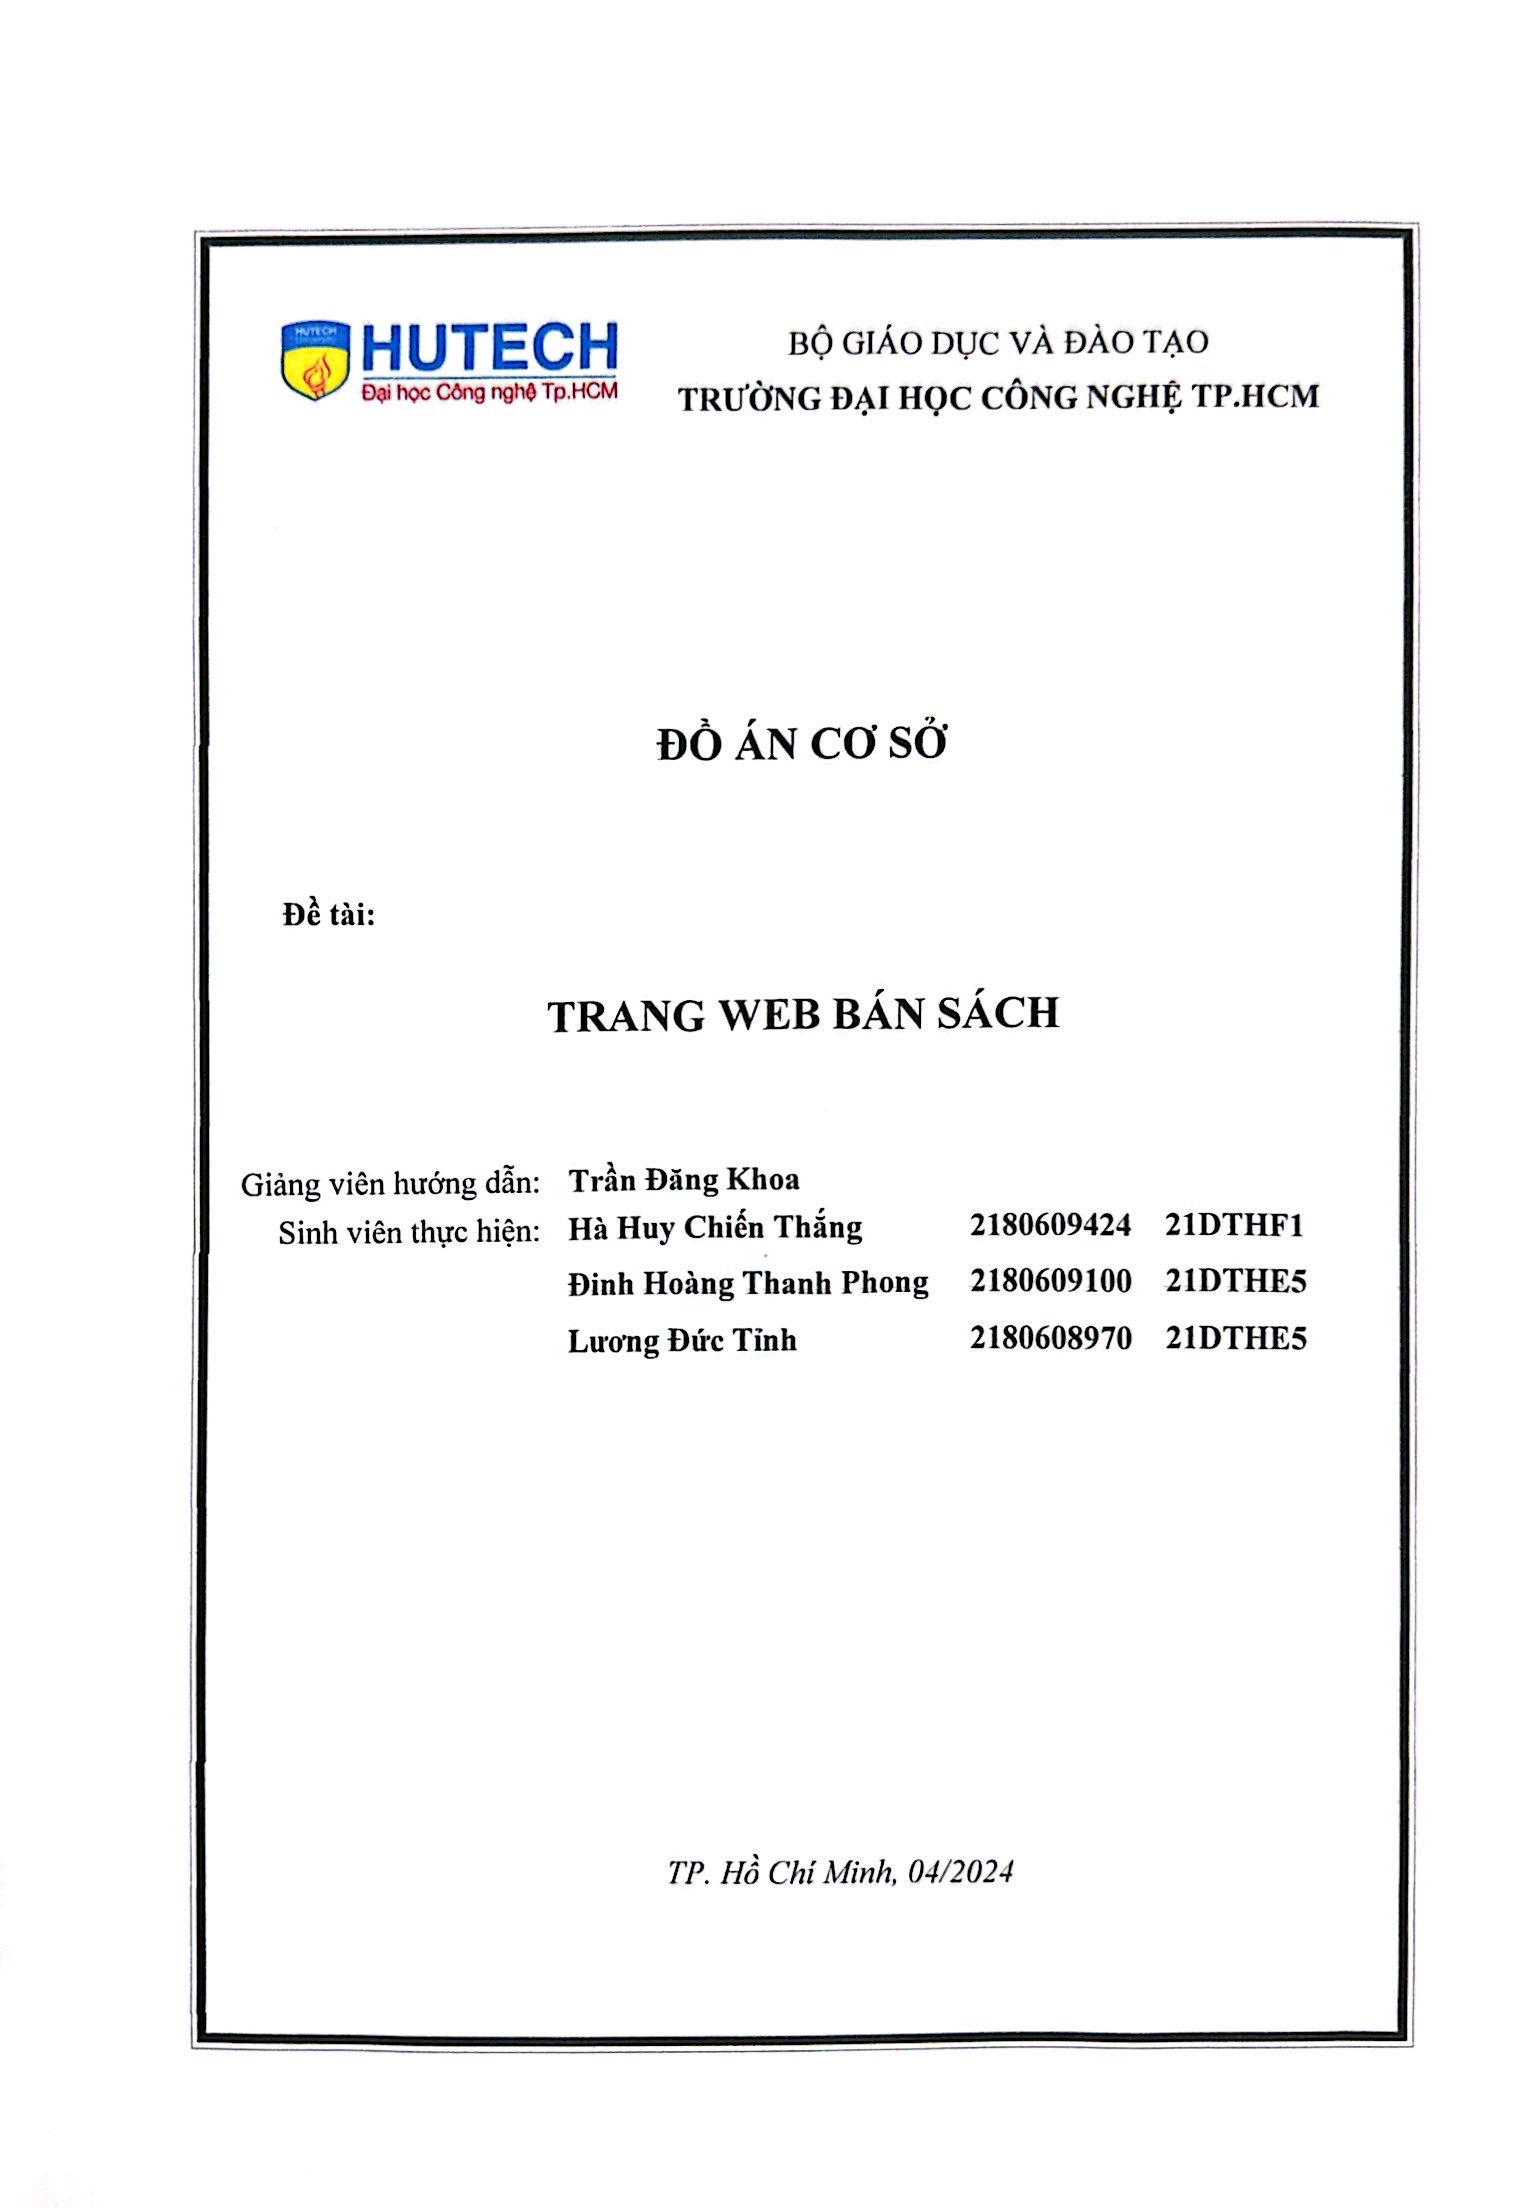 HUTECH
HUTECH
Đại học Công nghệ Tp.HCM
BỘ GIÁO DỤC VÀ ĐÀO TẠO
TRƯỜNG ĐẠI HỌC CÔNG NGHỆ TP.HCM
ĐỒ ÁN CƠ SỞ
Đề tài:
TRANG WEB BÁN SÁCH
Giảng viên hướng dẫn: Trần Đăng Khoa
Sinh viên thực hiện: Hà Huy Chiến Thắng 2180609424 21DTHF1
Đinh Hoàng Thanh Phong 2180609100 21DTHE5
Lương Đức Tỉnh 2180608970 21DTHE5
TP. Hồ Chí Minh, 04/2024